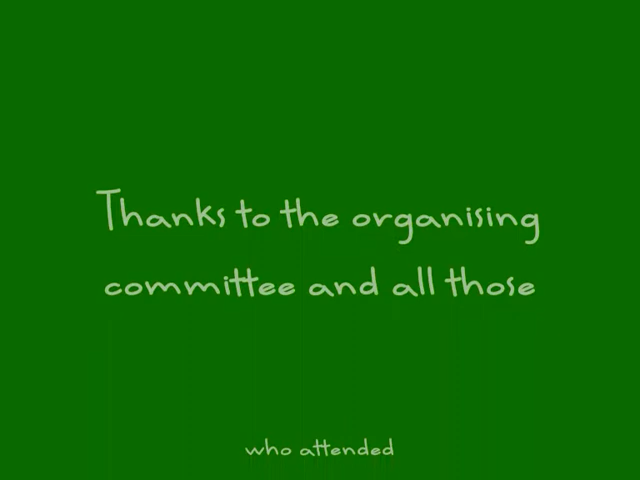 Thanks to the organising
committee and all those
who attended